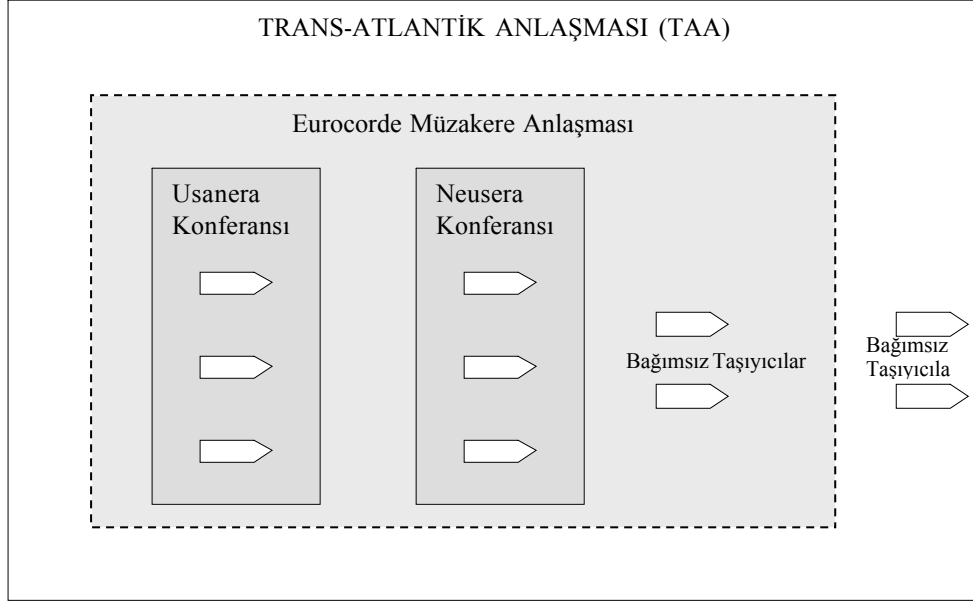 TRANS-ATLANTİK ANLAŞMASI (TAA)
Eurocorde Müzakere Anlaşması
Usanera
Konferansı
Neusera
Konferansı
Bağımsız Taşıyıcılar
Bağımsız
Taşıyıcıla